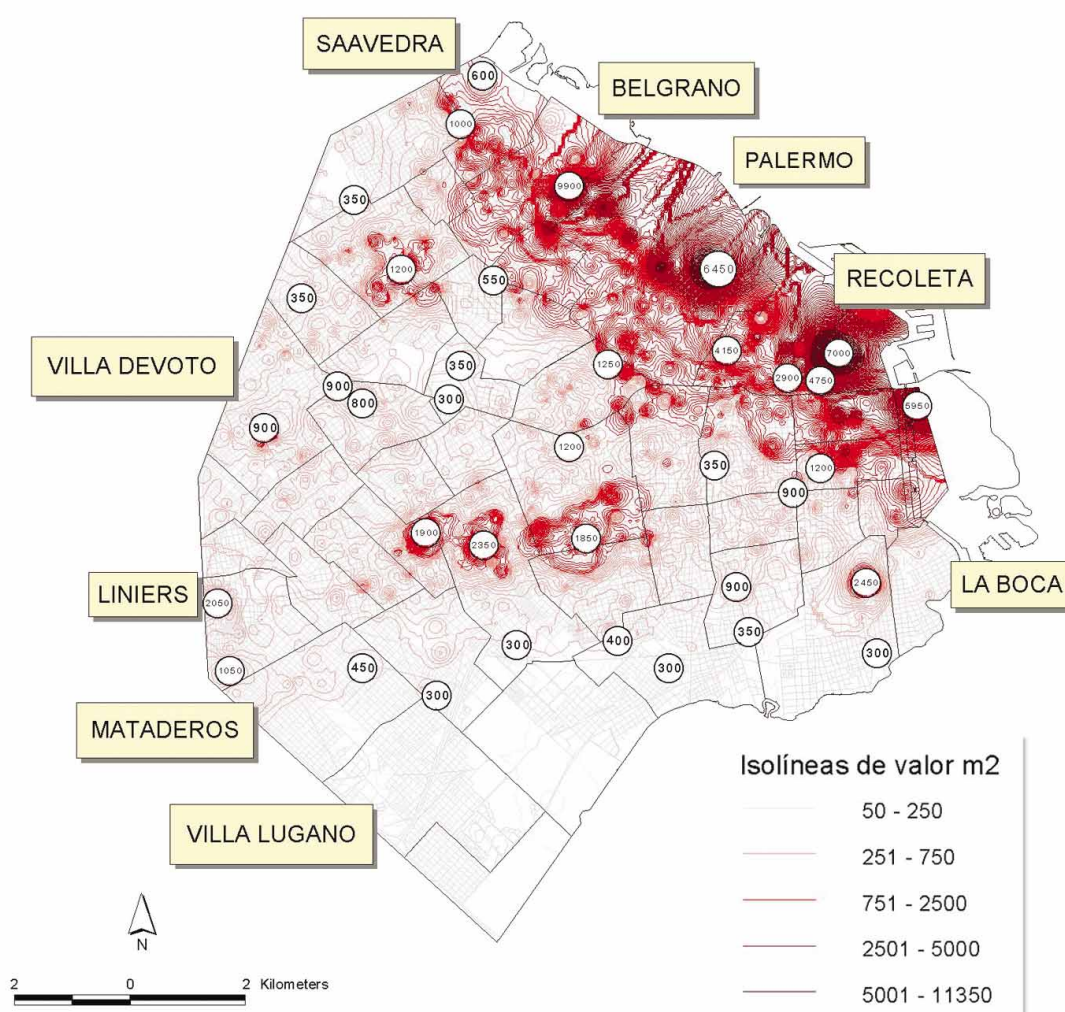 SAAVEDRA
600
BELGRANO
1000
PALERMO
9900
350
1200
6450
550
RECOLETA
350
VILLA DEVOTO
4150
7000
1250
350
2900
4750
900
800
300
5950
900
1200
350
1200
900
1900
2350
1850
LINIERS
2050
900
2450
LA BOCA
350
400
300
300
300
1050
450
300
MATADEROS
Isolíneas de valor m2
50 - 250
VILLA LUGANO
251 - 750
751 - 2500
N
2501 - 5000
2 0 2 Kilometers
5001 - 11350